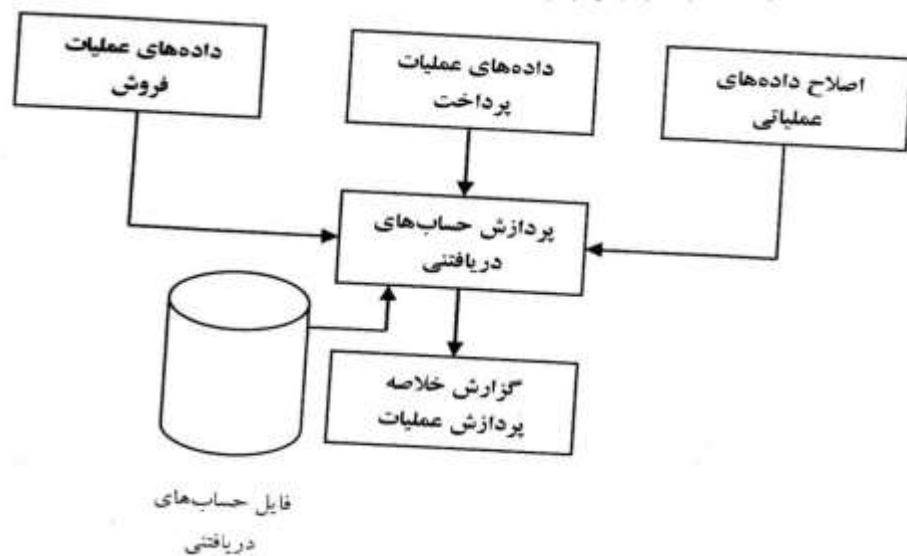 داده‌های عملیات
فروش
داده‌های عملیات
پرداخت
اصلاح داده‌های
عملیاتی
پردازش حساب‌های
دریافتنی
گزارش خلاصه
پردازش عملیات
فایل حساب‌های
دریافتنی